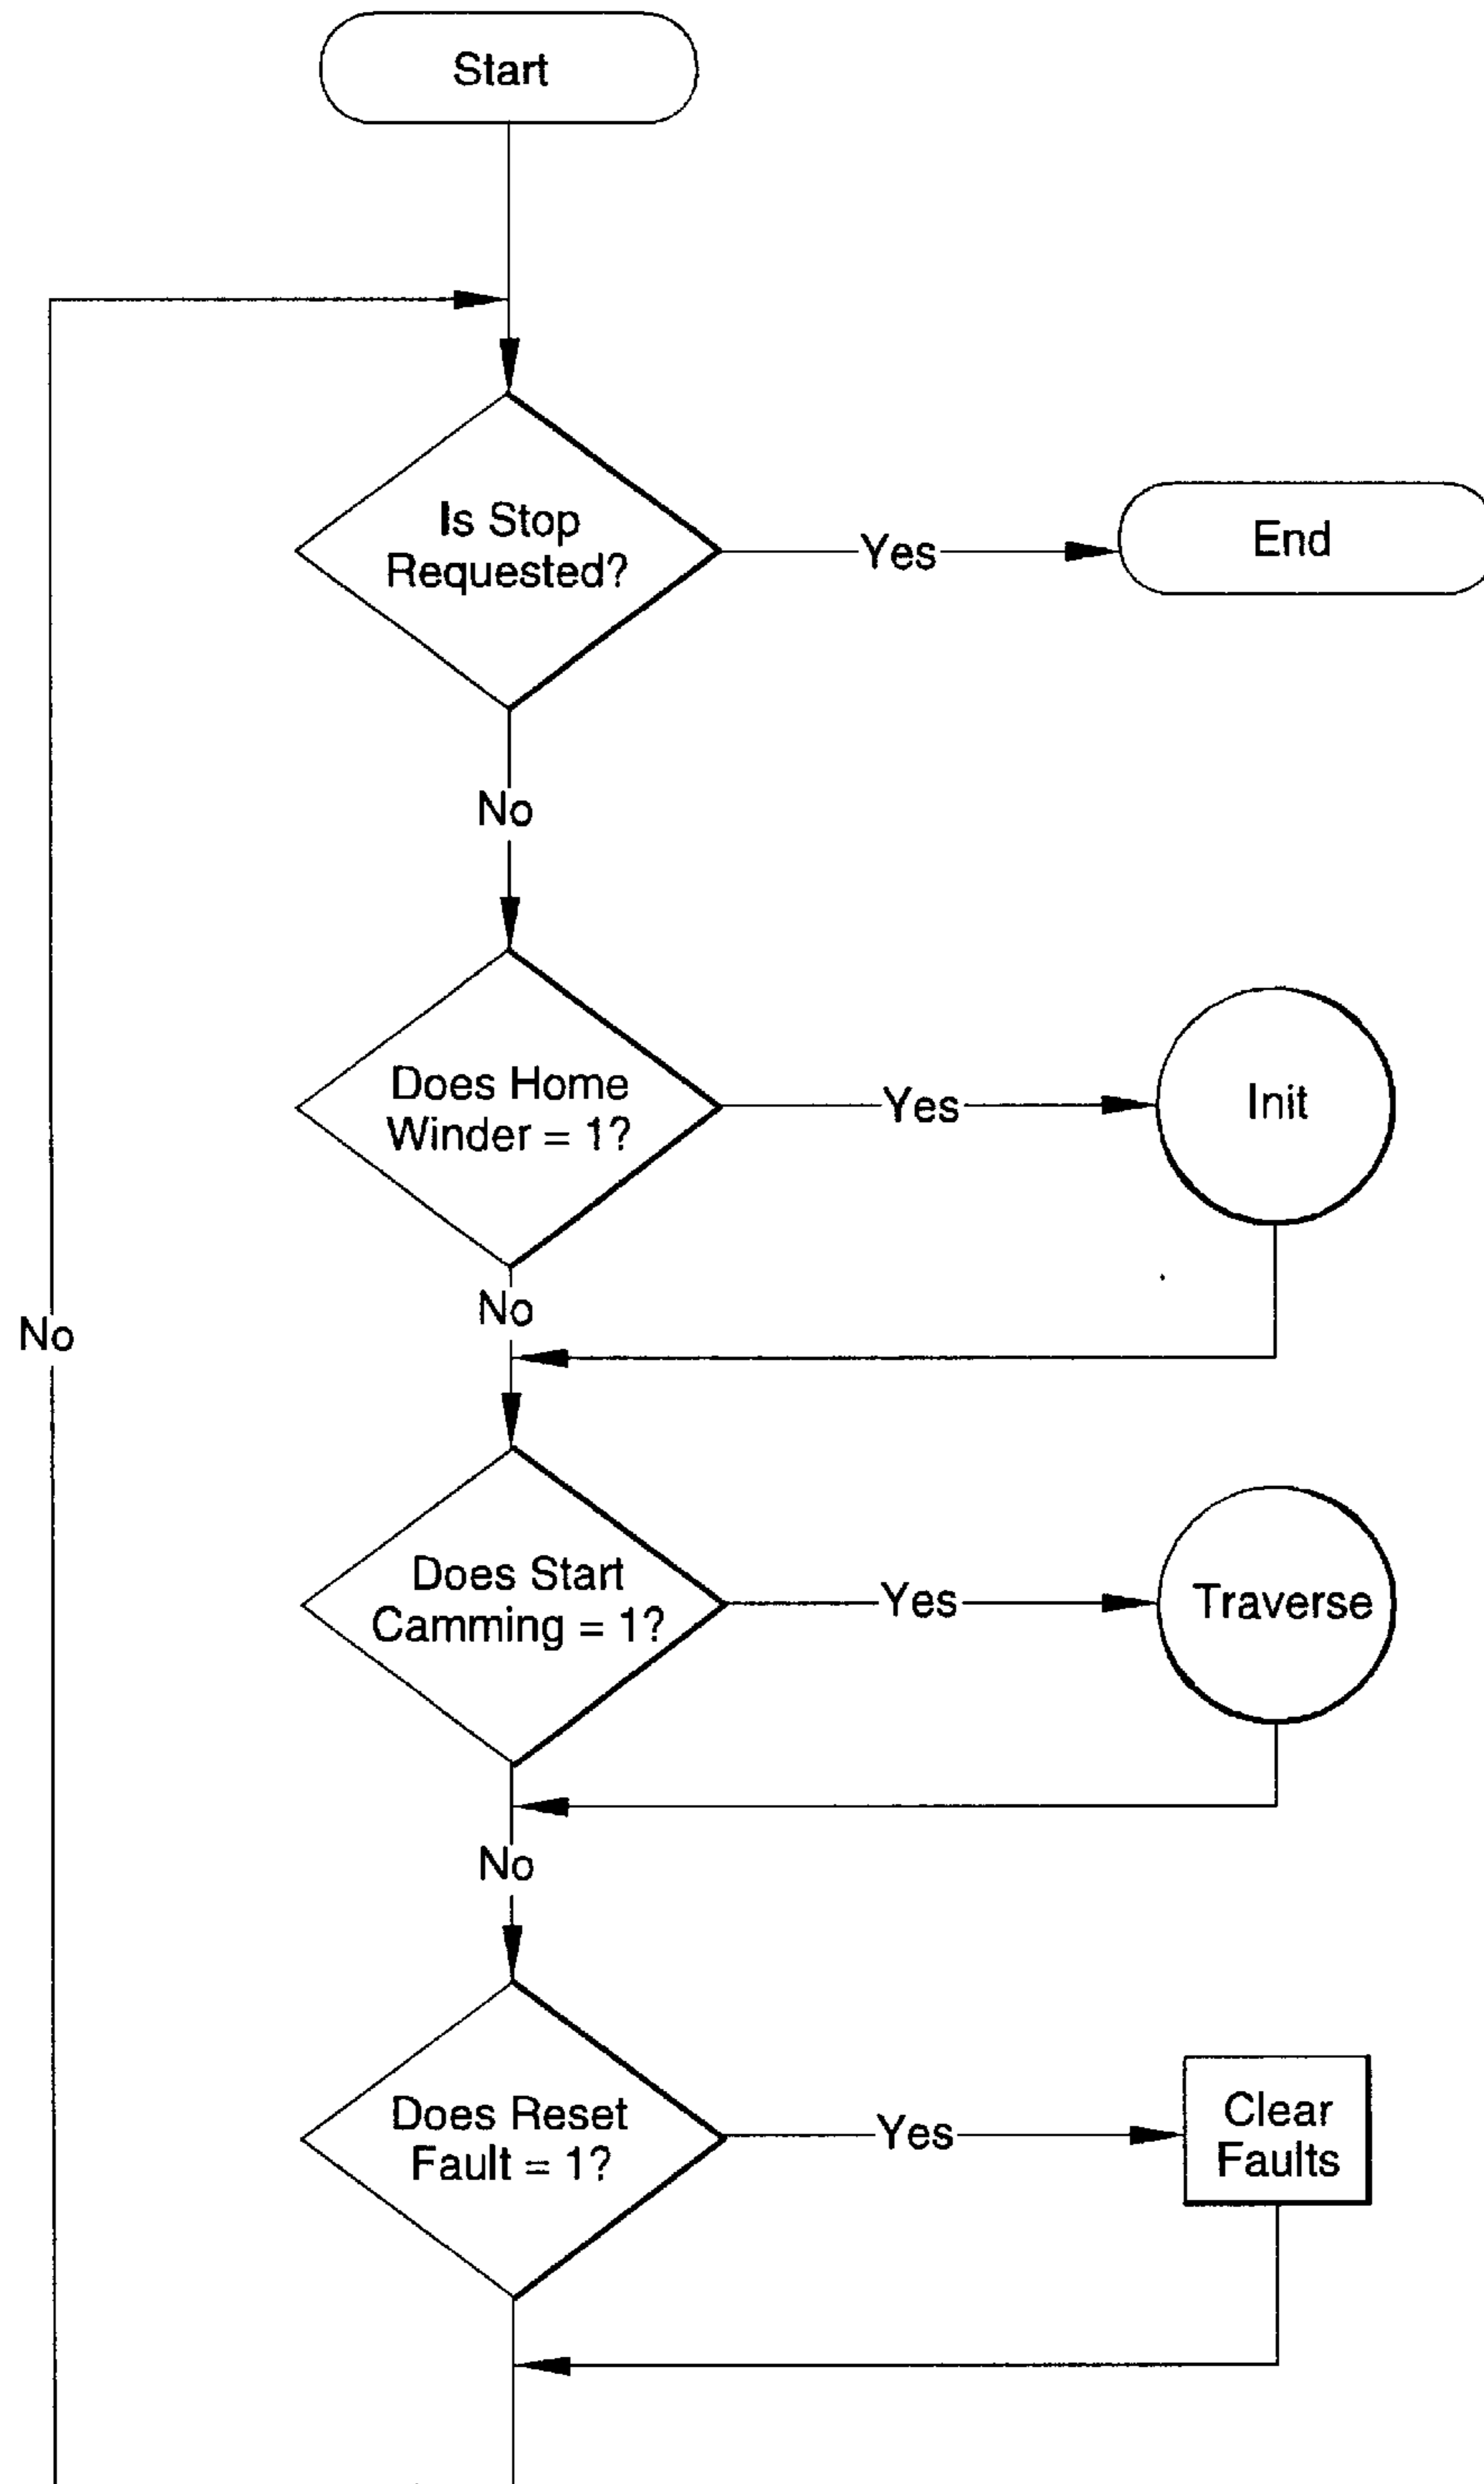 Start
Is Stop
Requested?
Yes
End
No
Does Home
Winder = 1?
Yes
Init
No
No
Does Start
Camming = 1?
Yes
Traverse
No
Does Reset
Fault = 1?
Yes
Clear
Faults